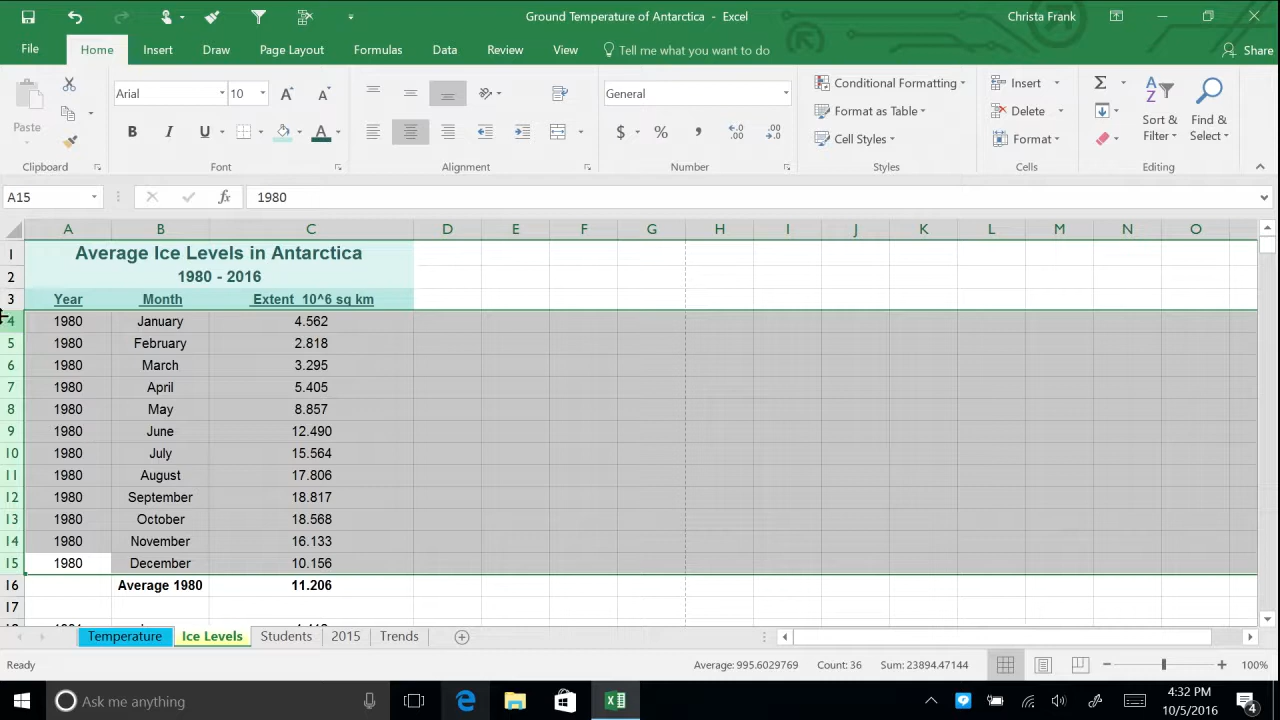 Ground Temperature of Antarctica - Excel
Christa Frank
File Home Insert Draw Page Layout Formulas Data Review View Tell me what you want to do Share
Paste
Clipboard
Arial 10
B I U A
Font
Alignment
General
$ % , .00
Number
Conditional Formatting
Format as Table
Cell Styles
Styles
Insert
Delete
Format
Cells
Sort & Filter
Find & Select
Editing
A15 fx 1980
A B C D E F G H I J K L M N O
1 Average Ice Levels in Antarctica
2 1980 - 2016
3 Year Month Extent 10^6 sq km
4 1980 January 4.562
5 1980 February 2.818
6 1980 March 3.295
7 1980 April 5.405
8 1980 May 8.857
9 1980 June 12.490
10 1980 July 15.564
11 1980 August 17.806
12 1980 September 18.817
13 1980 October 18.568
14 1980 November 16.133
15 1980 December 10.156
16 Average 1980 11.206
17
Temperature Ice Levels Students 2015 Trends
Ready Average: 995.6029769 Count: 36 Sum: 23894.47144 100%
Ask me anything
4:32 PM
10/5/2016
4